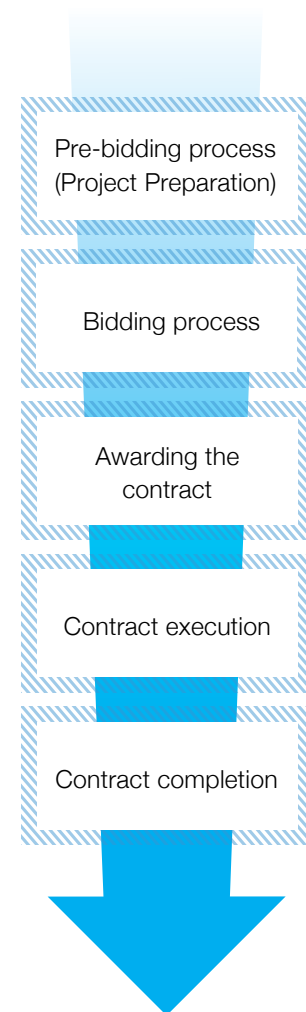 Pre-bidding process
(Project Preparation)
Bidding process
Awarding the
contract
Contract execution
Contract completion